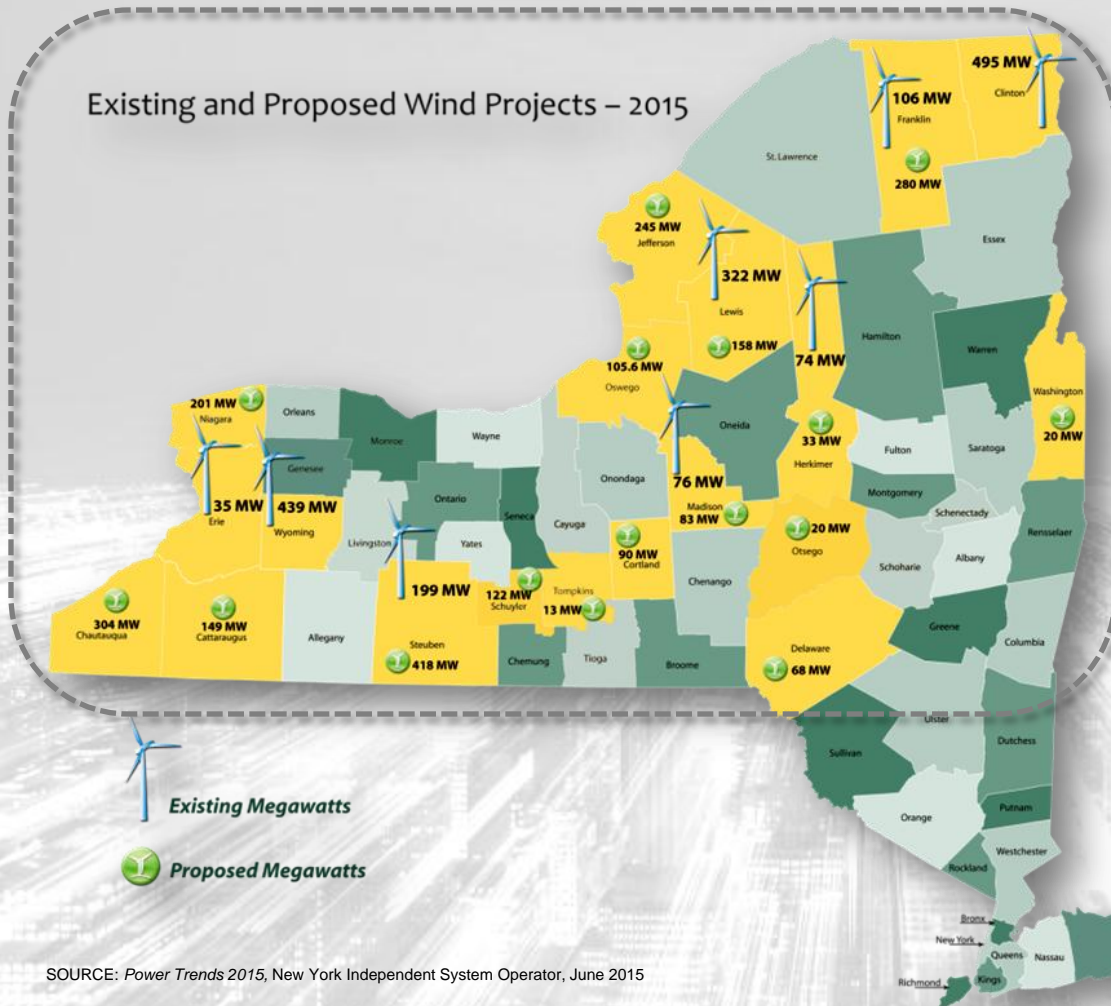 Existing and Proposed Wind Projects – 2015
495 MW
Clinton
106 MW
Franklin
280 MW
St. Lawrence
Essex
245 MW
Jefferson
322 MW
Lewis
158 MW
74 MW
Hamilton
Warren
105.6 MW
Oswego
Washington
20 MW
201 MW
Niagara
Orleans
Monroe
Wayne
Oneida
33 MW
Herkimer
Fulton
Saratoga
Genesee
Onondaga
76 MW
Madison
83 MW
Montgomery
Schenectady
35 MW
Erie
439 MW
Wyoming
Livingston
Ontario
Seneca
Yates
Cayuga
90 MW
Cortland
20 MW
Otsego
Schoharie
Albany
Rensselaer
Chenango
199 MW
122 MW
Schuyler
Tompkins
13 MW
304 MW
Chautauqua
149 MW
Cattaraugus
Allegany
Steuben
418 MW
Chemung
Tioga
Broome
Delaware
68 MW
Greene
Columbia
Ulster
Sullivan
Dutchess
Orange
Putnam
Westchester
Rockland
Bronx
New York
Queens
Nassau
Kings
Richmond
Existing Megawatts
Proposed Megawatts
SOURCE: Power Trends 2015, New York Independent System Operator, June 2015